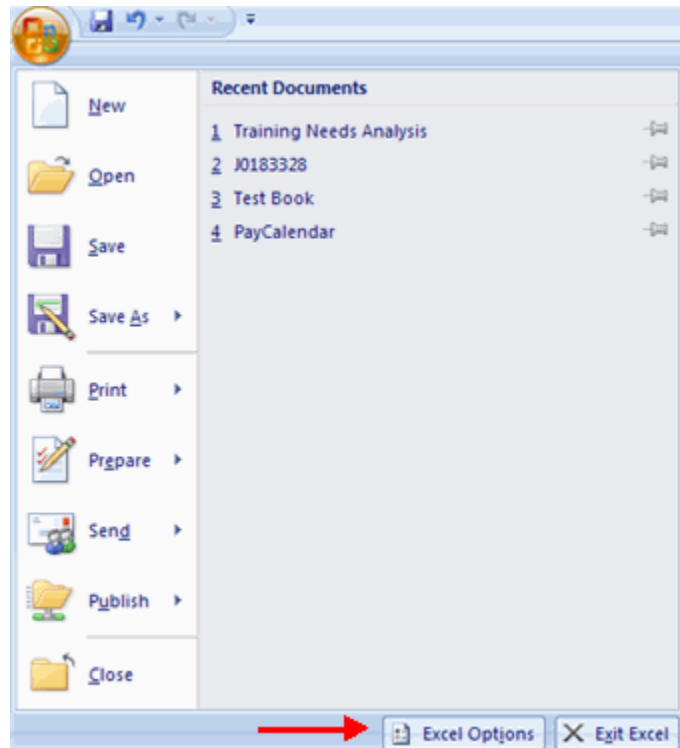 New
Open
Save
Save As
Print
Prepare
Send
Publish
Close
Recent Documents
1 Training Needs Analysis
2 J0183328
3 Test Book
4 PayCalendar
Excel Options
Exit Excel